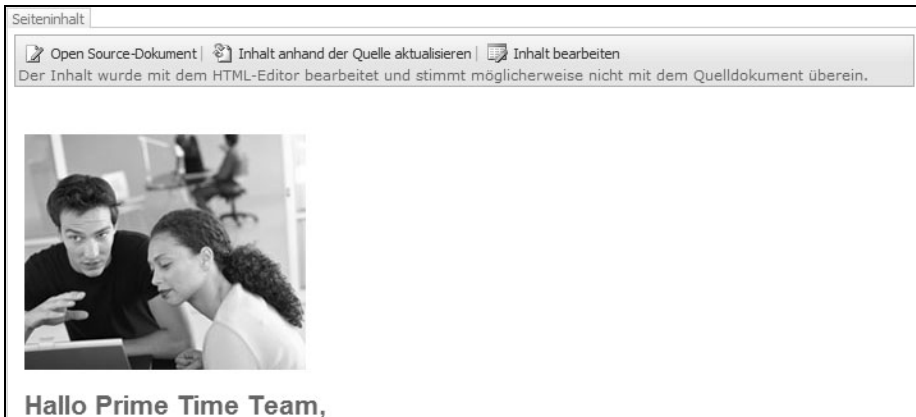 Seiteninhalt
Open Source-Dokument | Inhalt anhand der Quelle aktualisieren | Inhalt bearbeiten
Der Inhalt wurde mit dem HTML-Editor bearbeitet und stimmt möglicherweise nicht mit dem Quelldokument überein.
Hallo Prime Time Team,